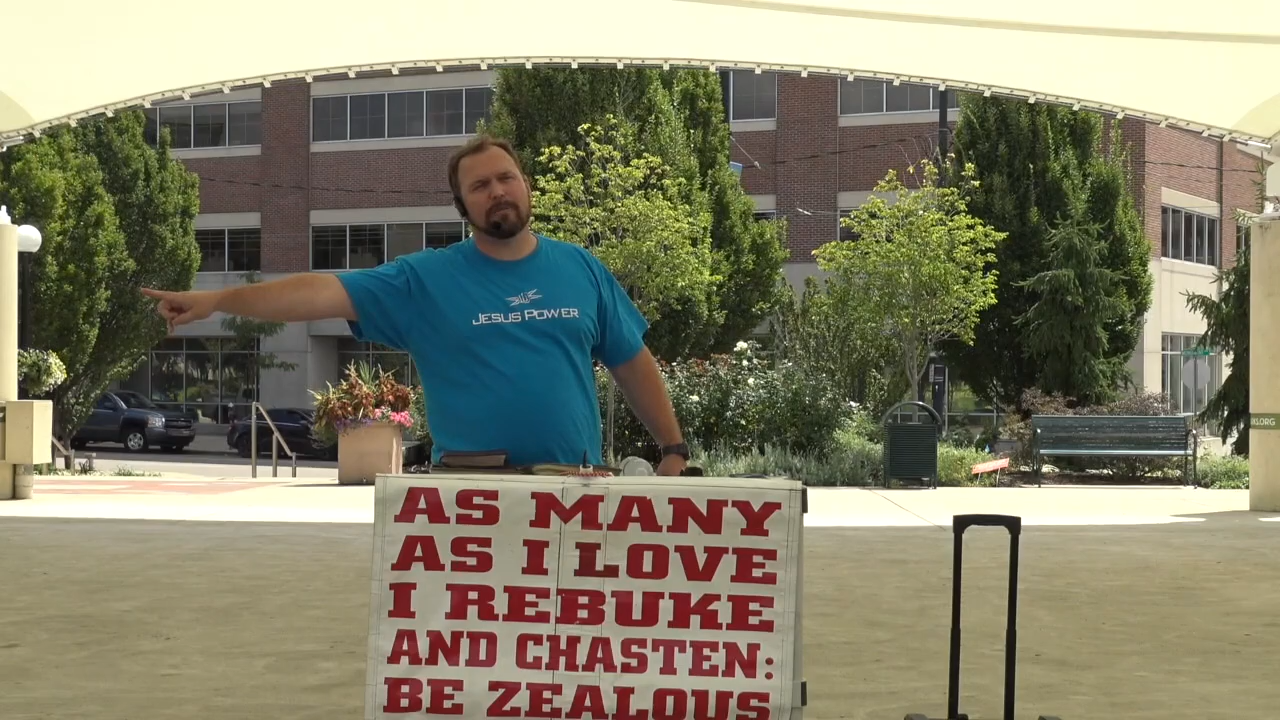 JESUS POWER
AS MANY
AS I LOVE
I REBUKE
AND CHASTEN:
BE ZEALOUS